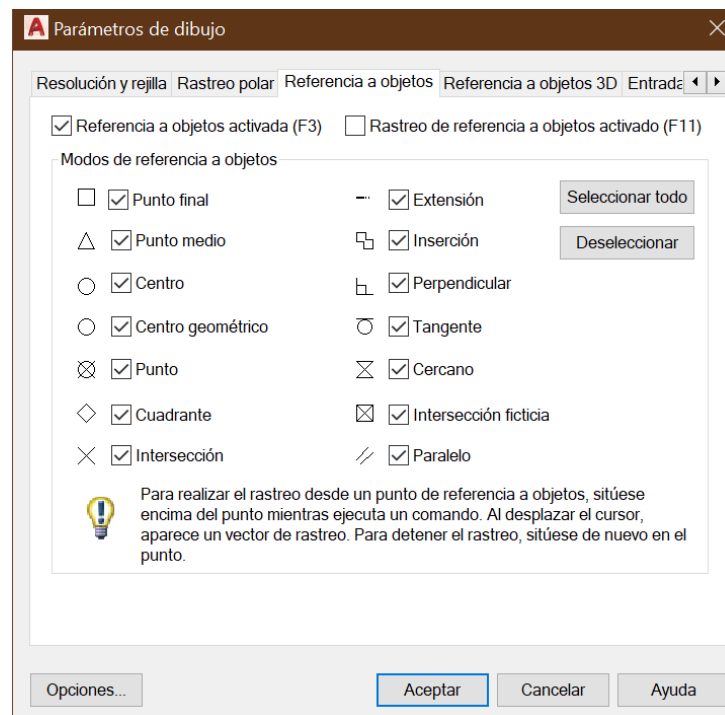 Parámetros de dibujo
Resolución y rejilla Rastreo polar Referencia a objetos Referencia a objetos 3D Entrada
Referencia a objetos activada (F3) Rastreo de referencia a objetos activado (F11)
Modos de referencia a objetos
Punto final Extensión Seleccionar todo
Punto medio Inserción Deseleccionar
Centro Perpendicular
Centro geométrico Tangente
Punto Cercano
Cuadrante Intersección ficticia
Intersección Paralelo
Para realizar el rastreo desde un punto de referencia a objetos, sitúese
encima del punto mientras ejecuta un comando. Al desplazar el cursor,
aparece un vector de rastreo. Para detener el rastreo, sitúese de nuevo en el
punto.
Opciones... Aceptar Cancelar Ayuda